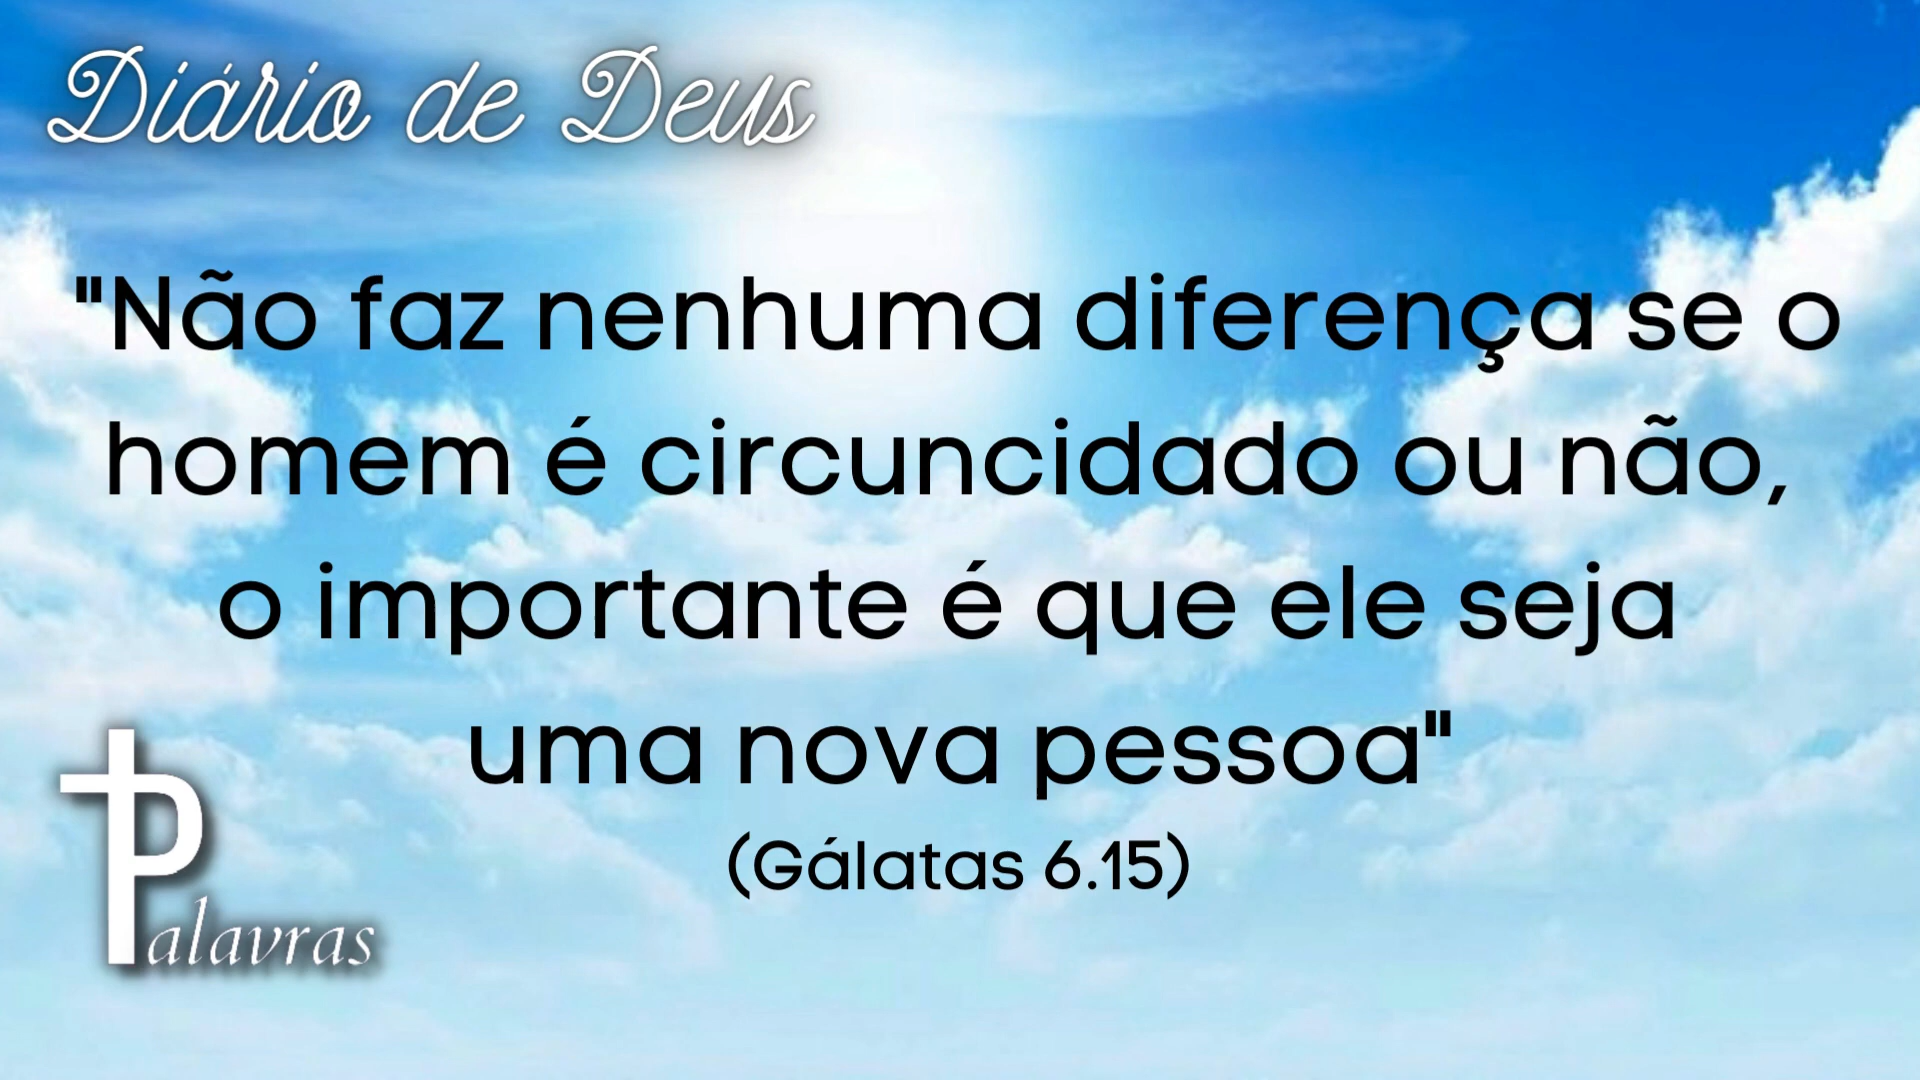 Diário de Deus
"Não faz nenhuma diferença se o
homem é circuncidado ou não,
o importante é que ele seja
uma nova pessoa"
(Gálatas 6.15)
Palavras